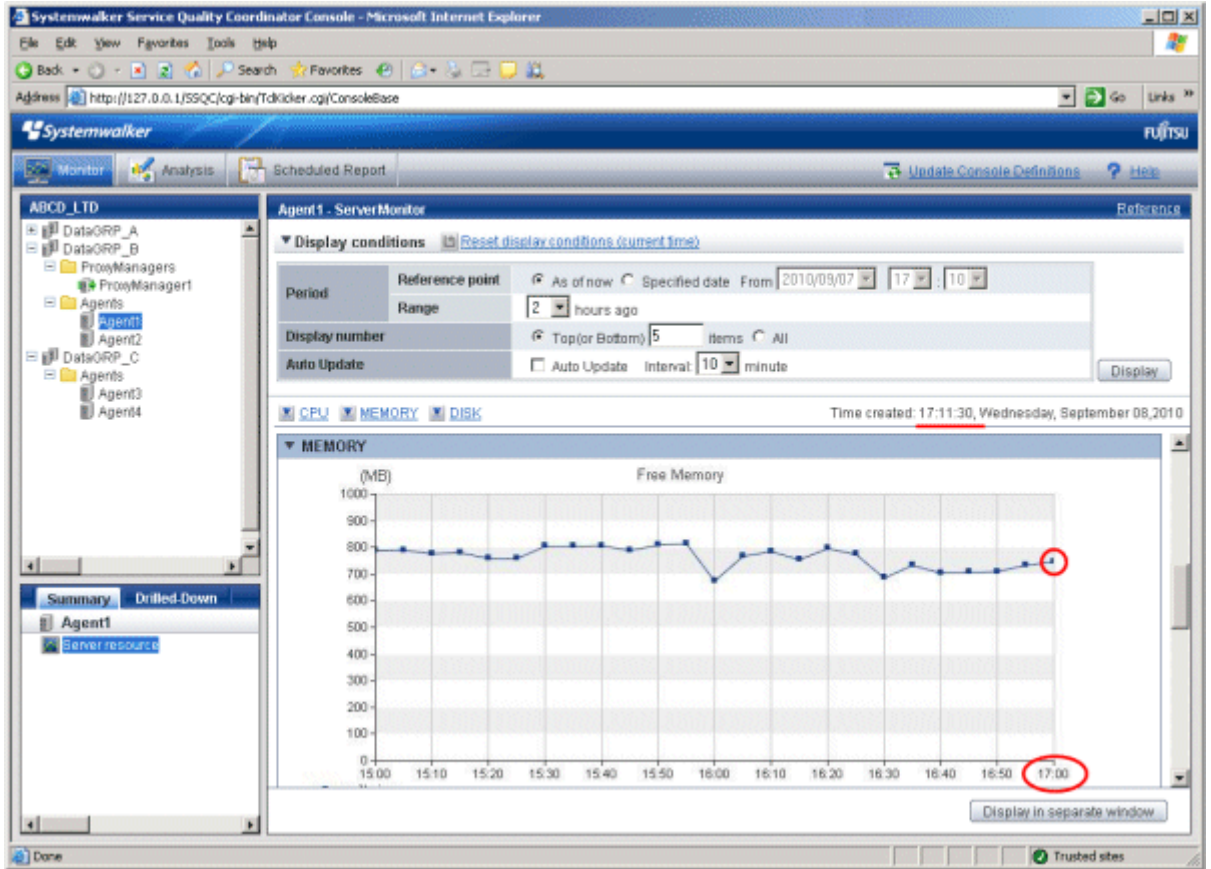 Systemwalker Service Quality Coordinator Console - Microsoft Internet Explorer
File Edit View Favorites Tools Help
Back Search Favorites
Address http://127.0.0.1/SSQC/cgi-bin/TdKicker.cgi/ConsoleBase Go Links »
Systemwalker FUJITSU
Monitor Analysis Scheduled Report Update Console Definitions ? Help
ABCD_LTD
DataGRP_A
DataGRP_B
ProxyManagers
ProxyManager1
Agents
Agent1
Agent2
DataGRP_C
Agents
Agent3
Agent4
Summary Drilled-Down
Agent1
Server resource
Agent1 - ServerMonitor Reference
Display conditions Reset display conditions (current time)
Period Reference point As of now Specified date From 2010/09/07 17 : 10
Range 2 hours ago
Display number Top(or Bottom) 5 items All
Auto Update Auto Update Interval: 10 minute
Display
CPU MEMORY DISK Time created: 17:11:30, Wednesday, September 08,2010
MEMORY
(MB) Free Memory
1000
900
800
700
600
500
400
300
200
100
0
15:00 15:10 15:20 15:30 15:40 15:50 16:00 16:10 16:20 16:30 16:40 16:50 17:00
Display in separate window
Done Trusted sites